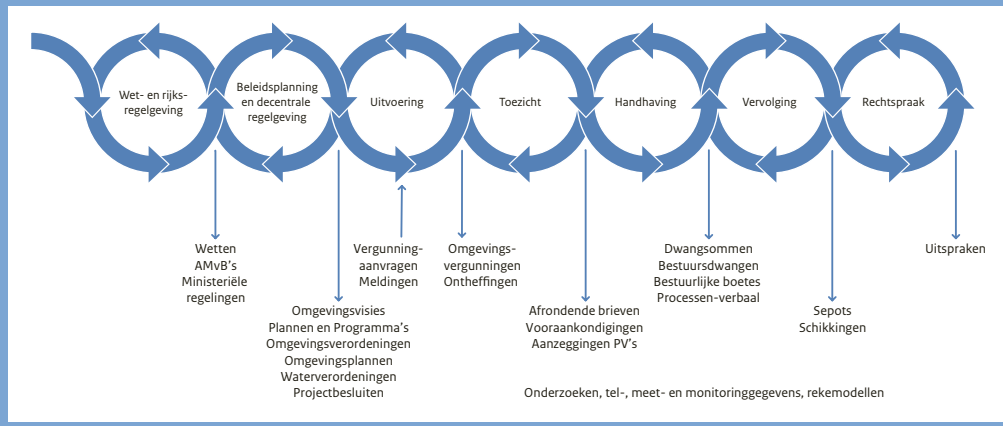 Wet- en rijks-
regelgeving
Beleidsplanning
en decentrale
regelgeving
Uitvoering
Toezicht
Handhaving
Vervolging
Rechtspraak
Wetten
AMvB's
Ministeriële
regelingen
Omgevingsvisies
Plannen en Programma's
Omgevingsverordeningen
Omgevingsplannen
Waterverordeningen
Projectbesluiten
Vergunning-
aanvragen
Meldingen
Omgevings-
vergunningen
Ontheffingen
Afrondende brieven
Vooraankondigingen
Aanzeggingen PV's
Dwangsommen
Bestuursdwangen
Bestuurlijke boetes
Processen-verbaal
Sepots
Schikkingen
Uitspraken
Onderzoeken, tel-, meet- en monitoringgegevens, rekemodellen